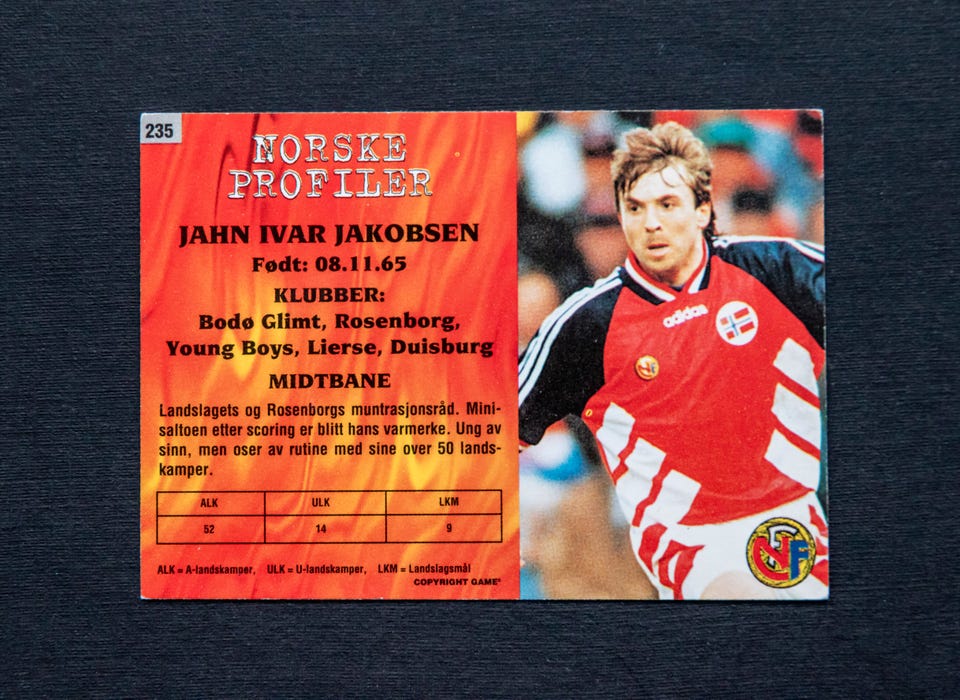 235
NORSKE
PROFILER
JAHN IVAR JAKOBSEN
Født: 08.11.65
KLUBBER:
Bodø Glimt, Rosenborg,
Young Boys, Lierse, Duisburg
MIDTBANE
Landslagets og Rosenborgs muntrasjonsråd. Mini-
saltoen etter scoring er blitt hans varmerke. Ung av
sinn, men oser av rutine med sine over 50 lands-
kamper.
ALK ULK LKM
52 14 9
ALK = A-landskamper, ULK = U-landskamper, LKM = Landslagsmål
COPYRIGHT GAME®
adidas
NF
NFF